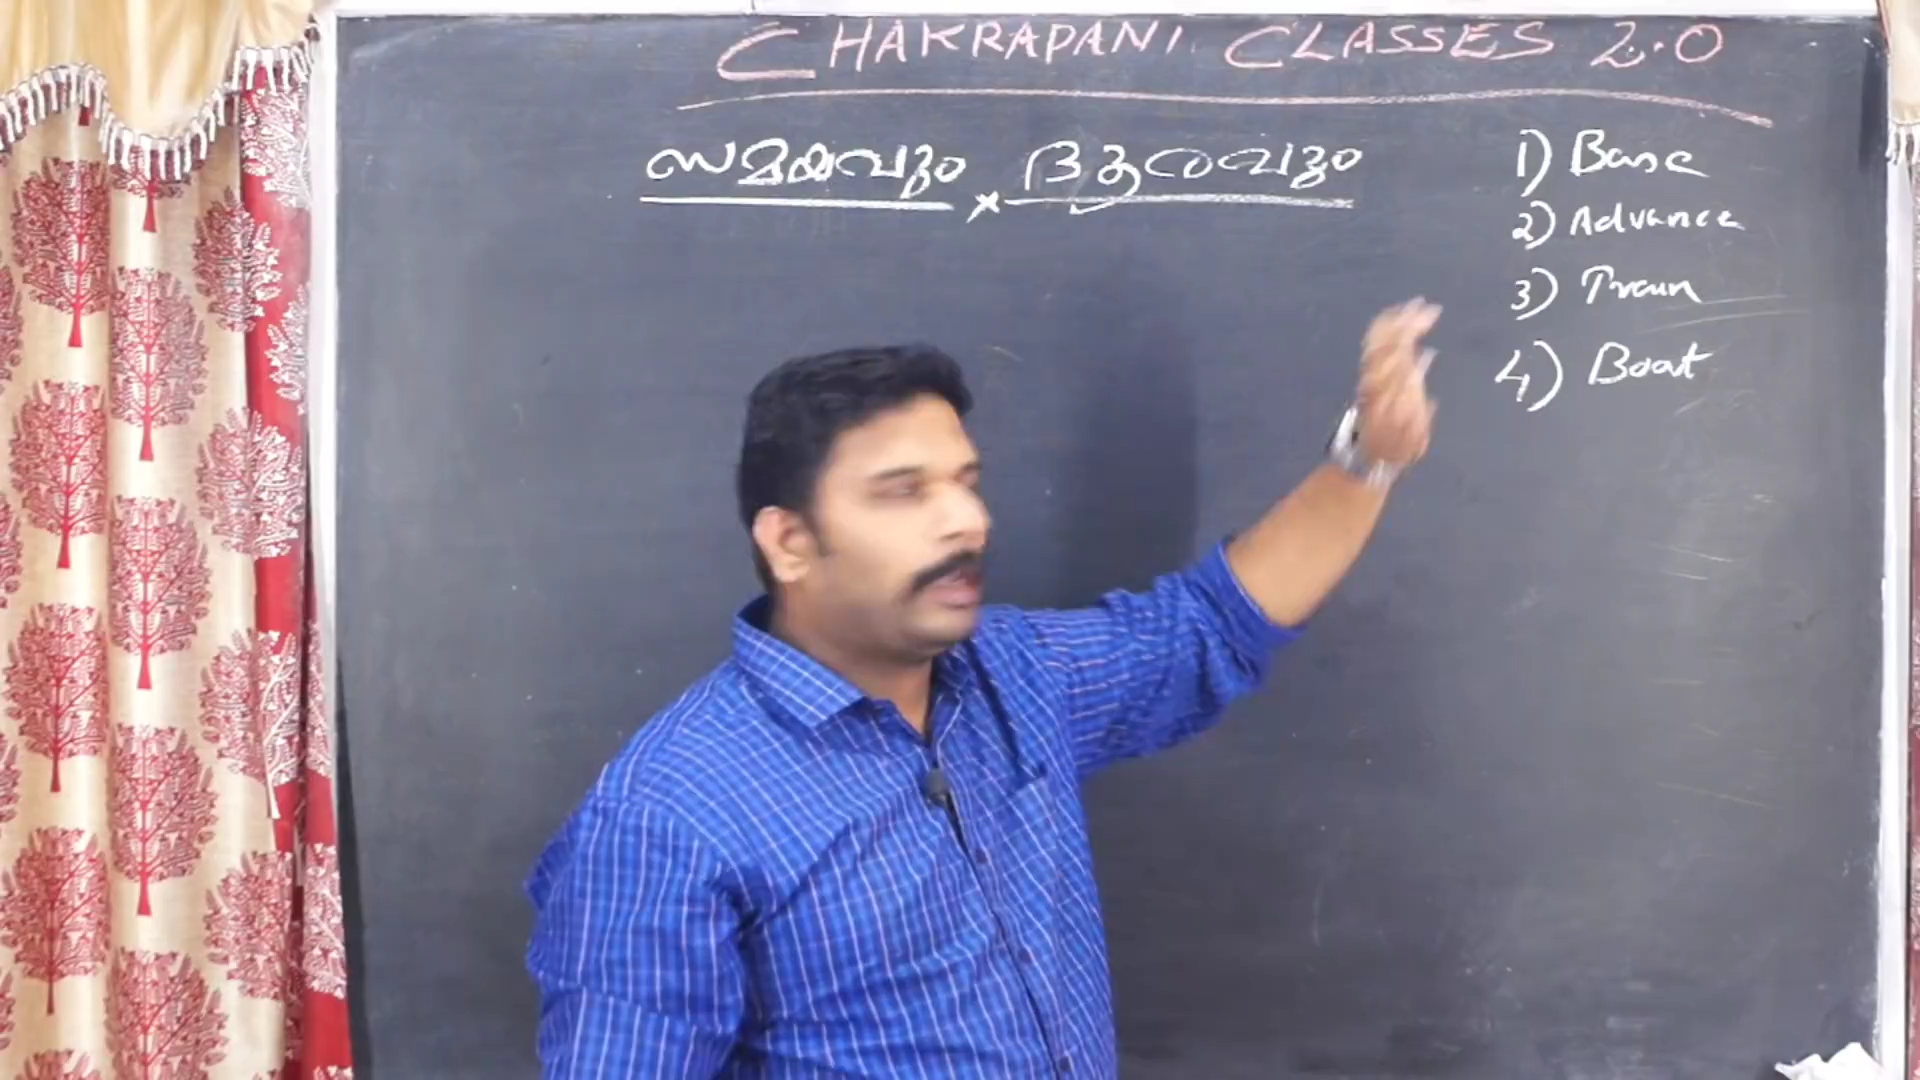 CHAKRAPANI CLASSES 2.0
സമയവും ദൂരവും
1) Base
2) Advance
3) Train
4) Boat